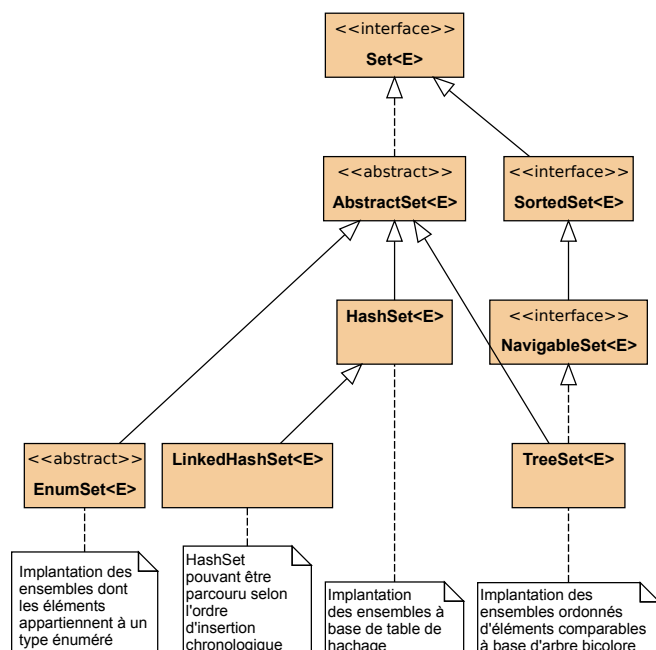 <<interface>>
Set<E>
<<abstract>>
AbstractSet<E>
<<interface>>
SortedSet<E>
HashSet<E>
<<interface>>
NavigableSet<E>
<<abstract>>
EnumSet<E>
LinkedHashSet<E>
TreeSet<E>
Implantation des
ensembles dont
les éléments
appartiennent à un
type énuméré
HashSet
pouvant être
parcouru selon
l'ordre
d'insertion
chronologique
Implantation
des ensembles à
base de table de
hachage
Implantation des
ensembles ordonnés
d'éléments comparables
à base d'arbre bicolore